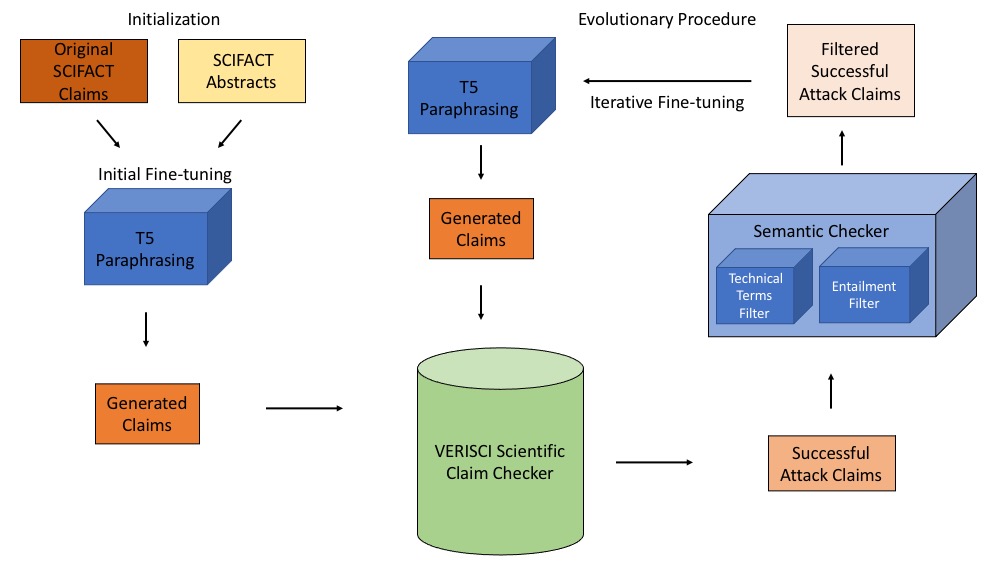 Initialization
Original
SCIFACT
Claims
SCIFACT
Abstracts
Initial Fine-tuning
T5
Paraphrasing
Generated
Claims
Evolutionary Procedure
T5
Paraphrasing
Iterative Fine-tuning
Filtered
Successful
Attack Claims
Generated
Claims
VERISCI Scientific
Claim Checker
Semantic Checker
Technical
Terms
Filter
Entailment
Filter
Successful
Attack Claims